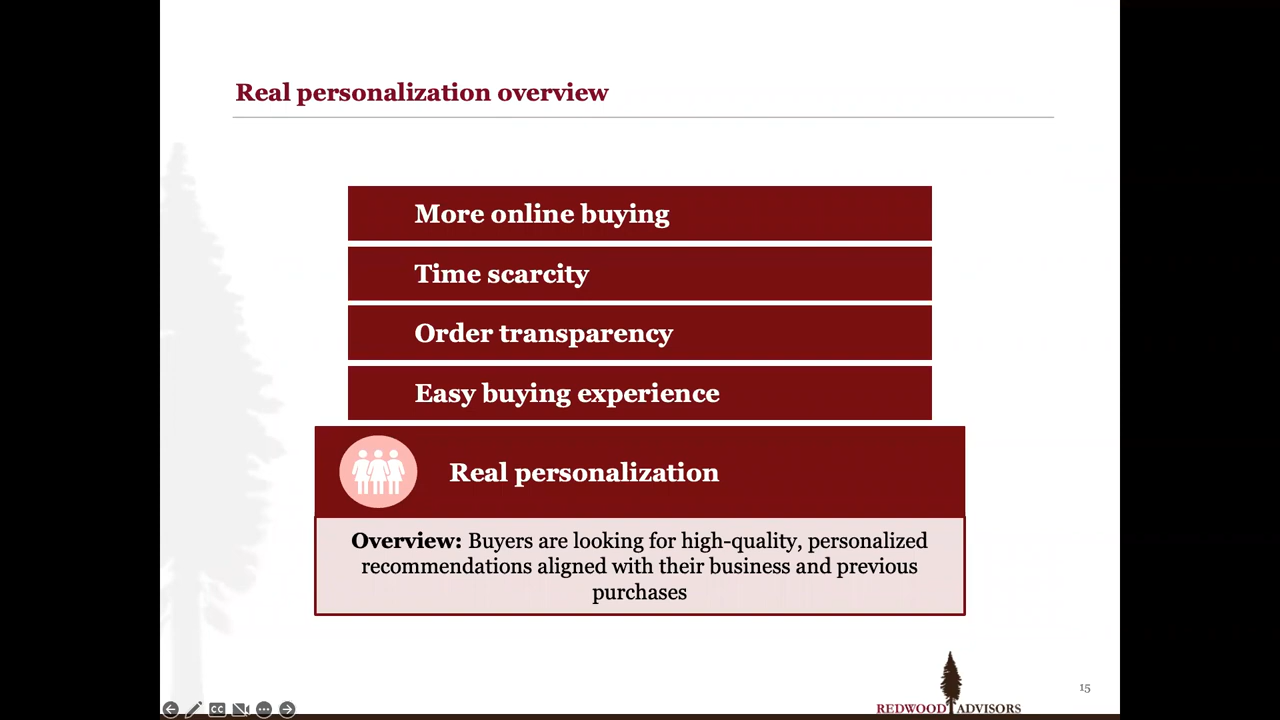 Real personalization overview
More online buying
Time scarcity
Order transparency
Easy buying experience
Real personalization
Overview: Buyers are looking for high-quality, personalized
recommendations aligned with their business and previous
purchases
15
REDWOOD ADVISORS
CC